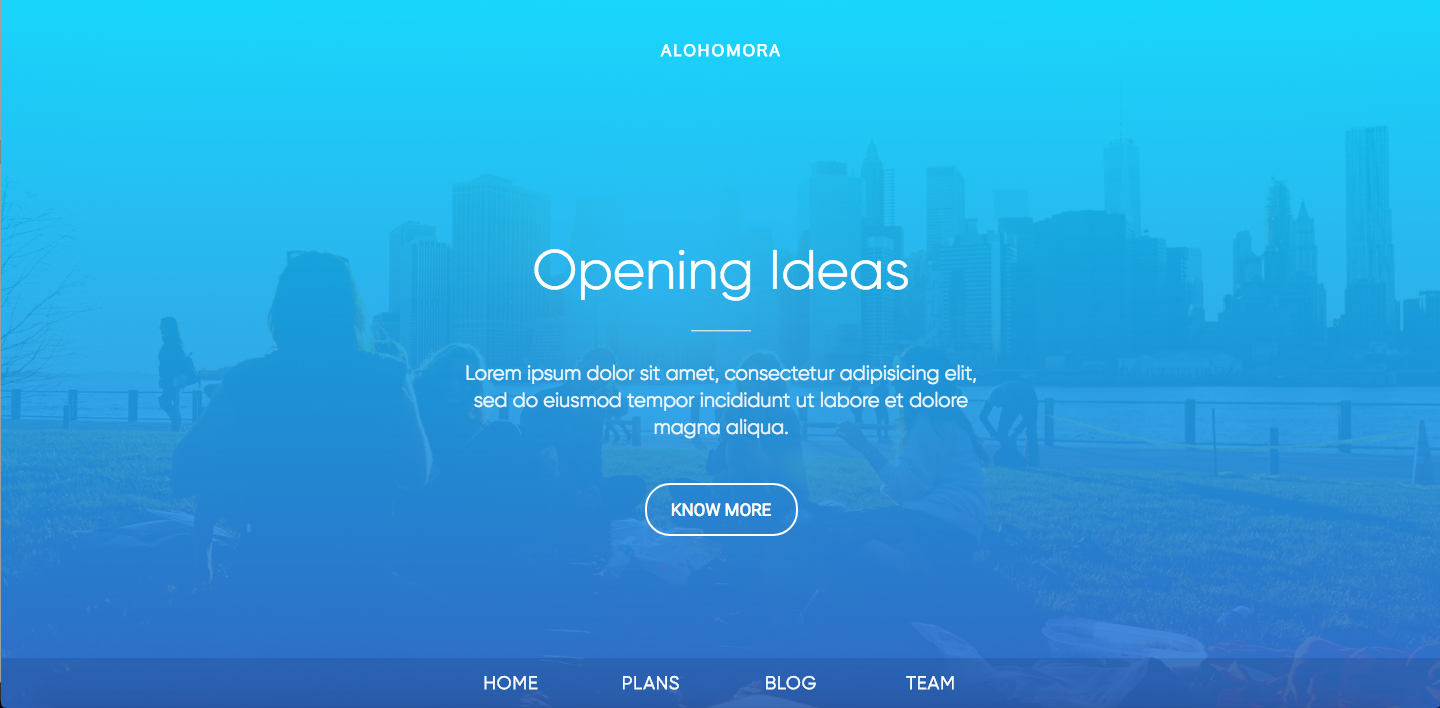 ALOHOMORA
Opening Ideas
Lorem ipsum dolor sit amet, consectetur adipisicing elit,
sed do eiusmod tempor incididunt ut labore et dolore
magna aliqua.
KNOW MORE
HOME PLANS BLOG TEAM